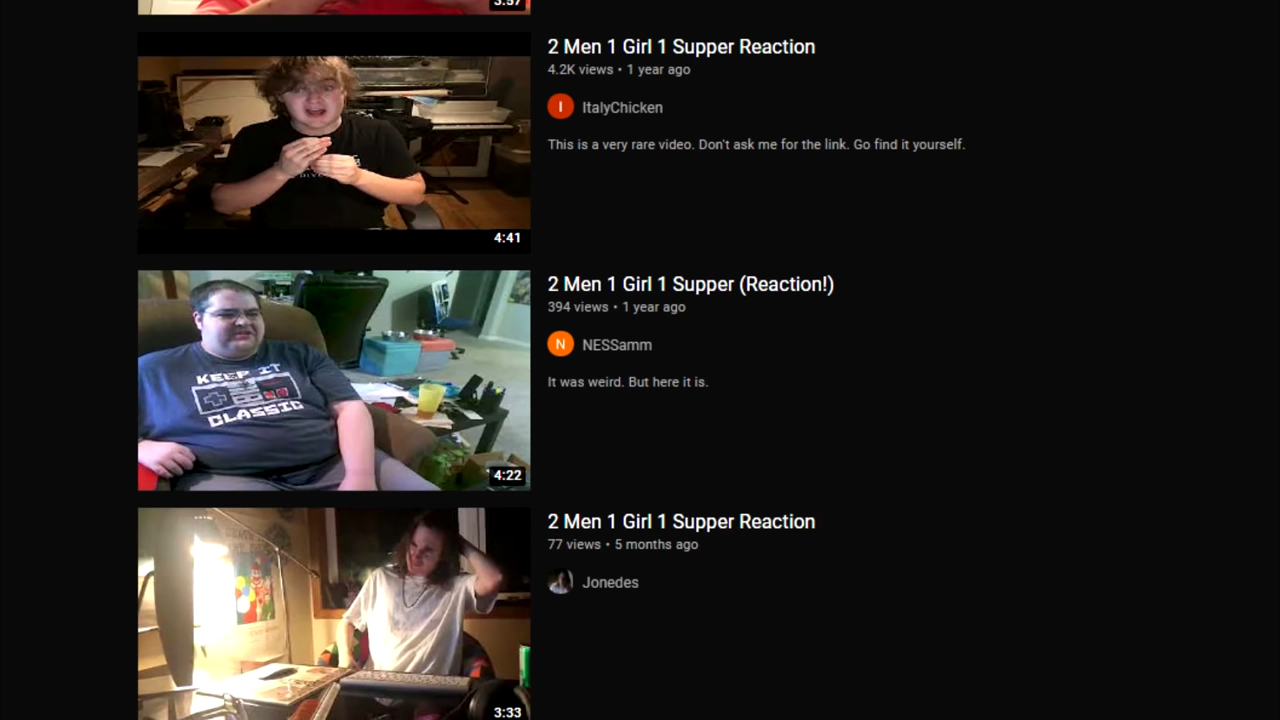 3:57
2 Men 1 Girl 1 Supper Reaction
4.2K views • 1 year ago
I ItalyChicken
This is a very rare video. Don't ask me for the link. Go find it yourself.
4:41
2 Men 1 Girl 1 Supper (Reaction!)
394 views • 1 year ago
N NESSamm
It was weird. But here it is.
KEEP IT
CLASSIC
4:22
2 Men 1 Girl 1 Supper Reaction
77 views • 5 months ago
Jonedes
3:33